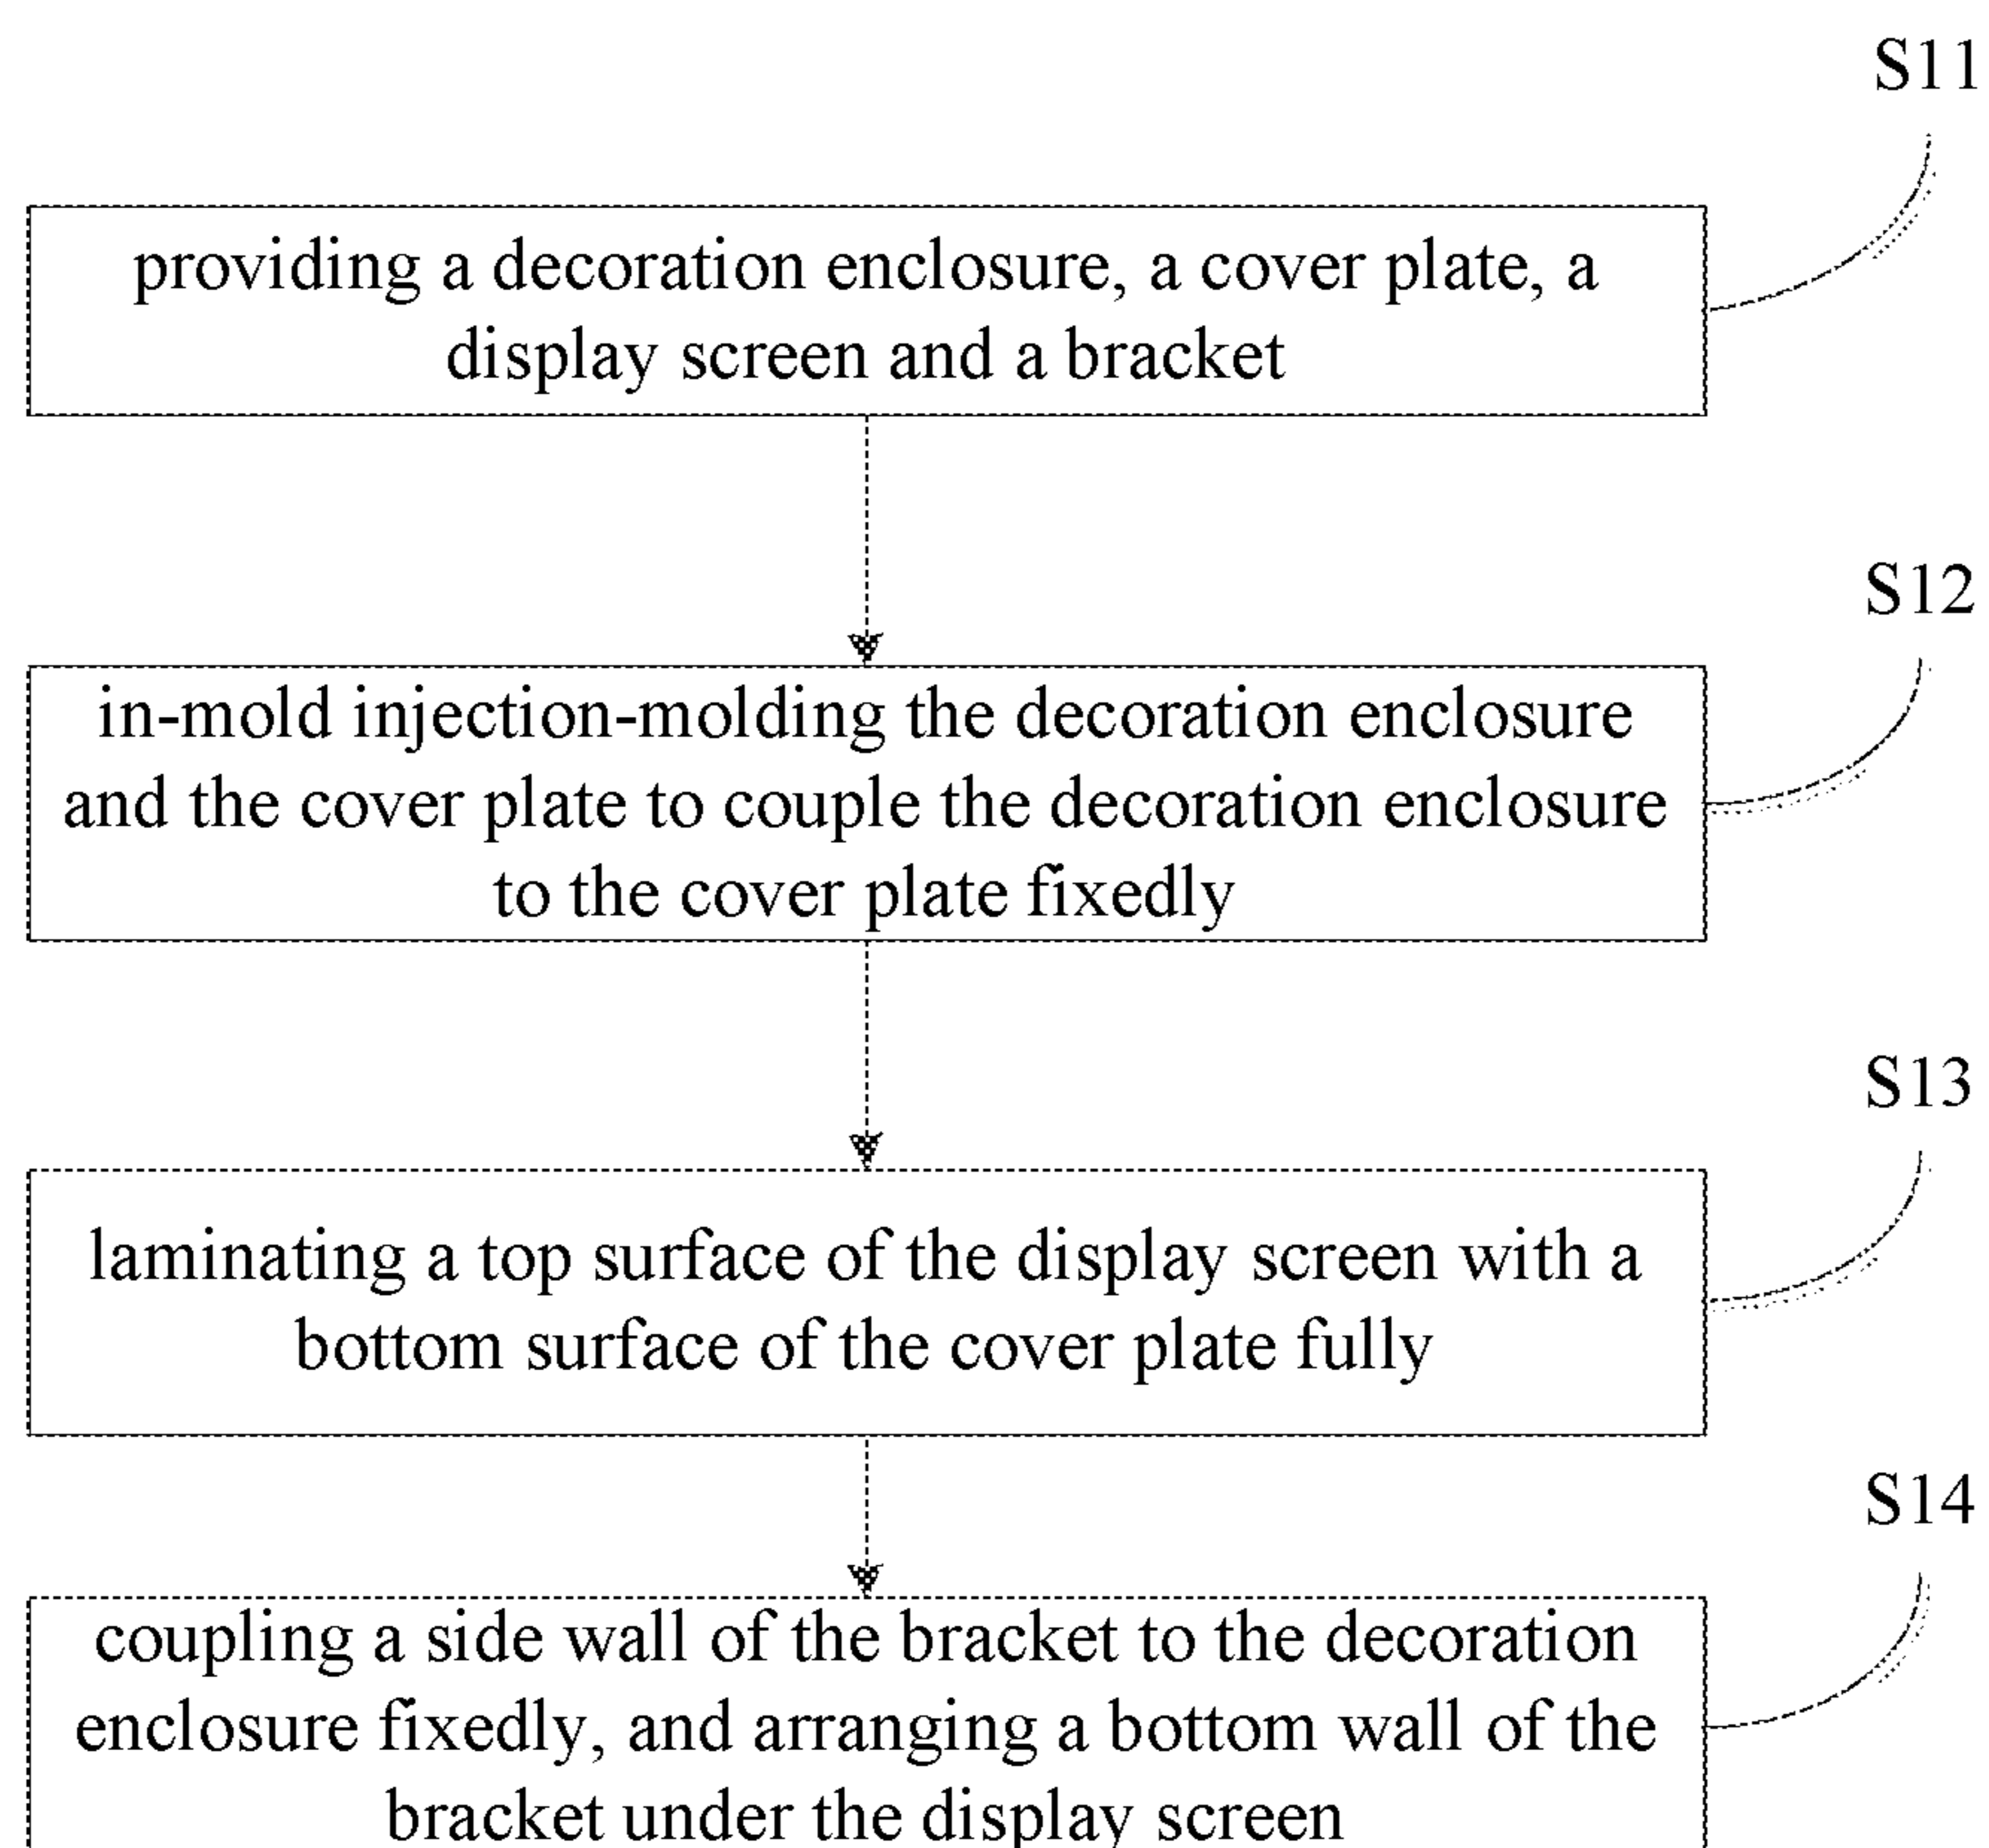 S11
providing a decoration enclosure, a cover plate, a
display screen and a bracket
S12
in-mold injection-molding the decoration enclosure
and the cover plate to couple the decoration enclosure
to the cover plate fixedly
S13
laminating a top surface of the display screen with a
bottom surface of the cover plate fully
S14
coupling a side wall of the bracket to the decoration
enclosure fixedly, and arranging a bottom wall of the
bracket under the display screen